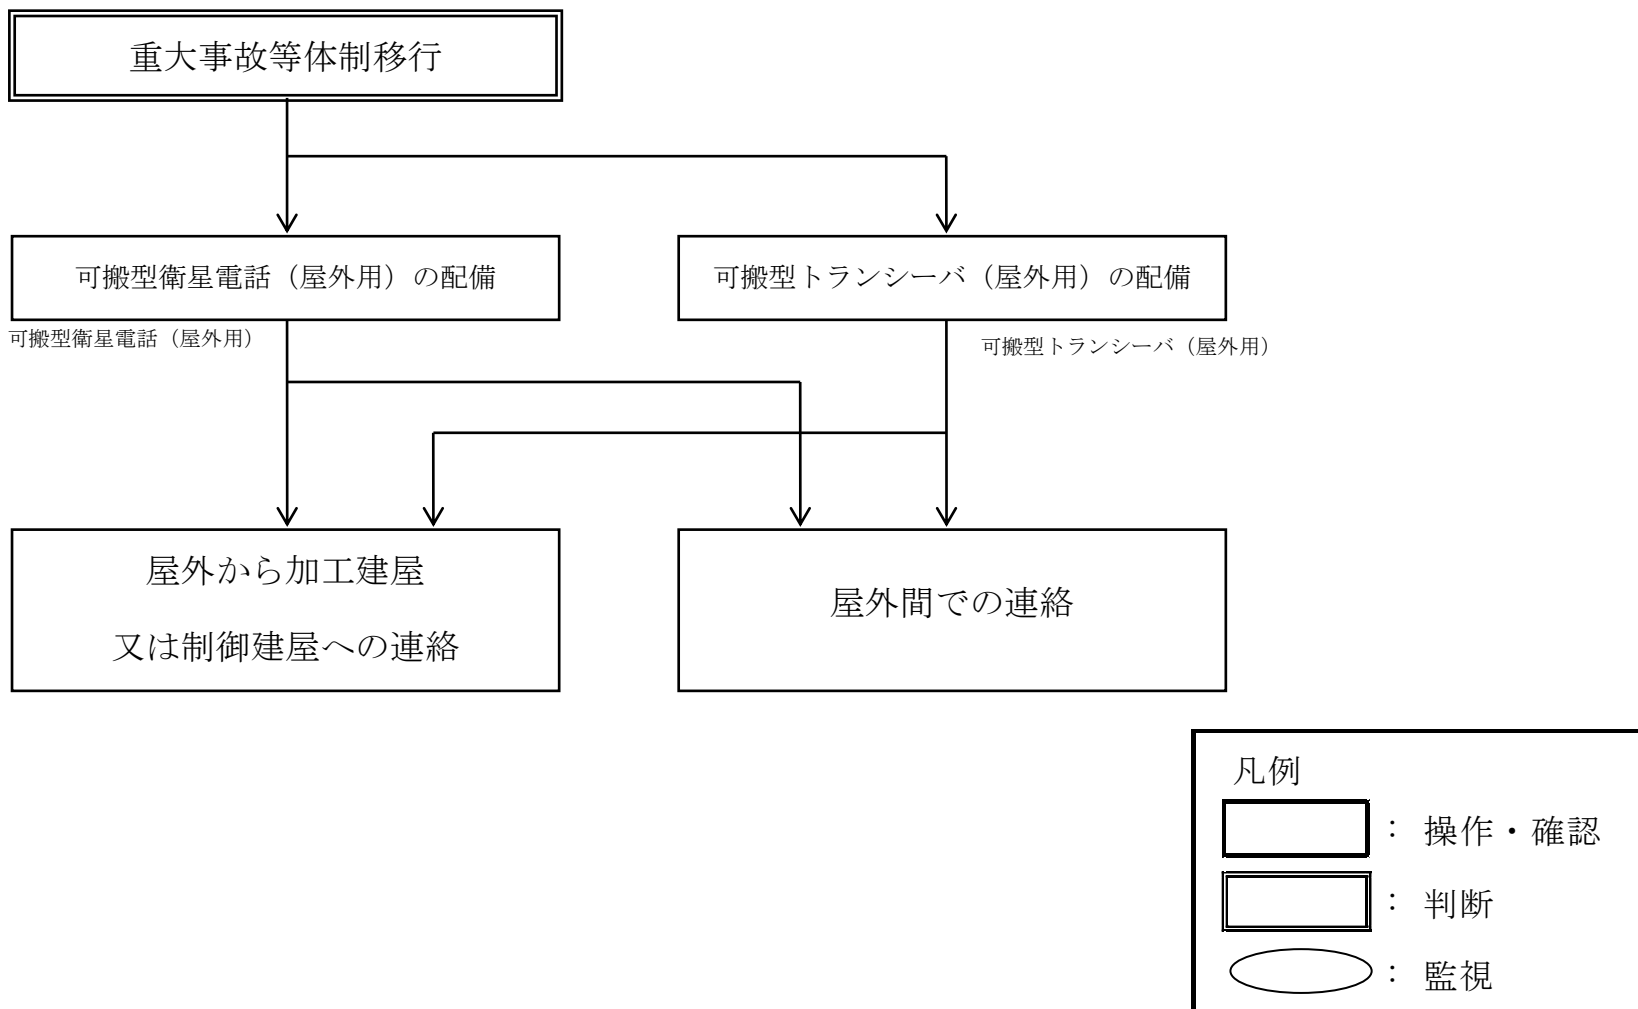 重大事故等体制移行
可搬型衛星電話（屋外用）の配備
可搬型トランシーバ（屋外用）の配備
可搬型衛星電話（屋外用）
可搬型トランシーバ（屋外用）
屋外から加工建屋
又は制御建屋への連絡
屋外間での連絡
凡例
： 操作・確認
： 判断
： 監視